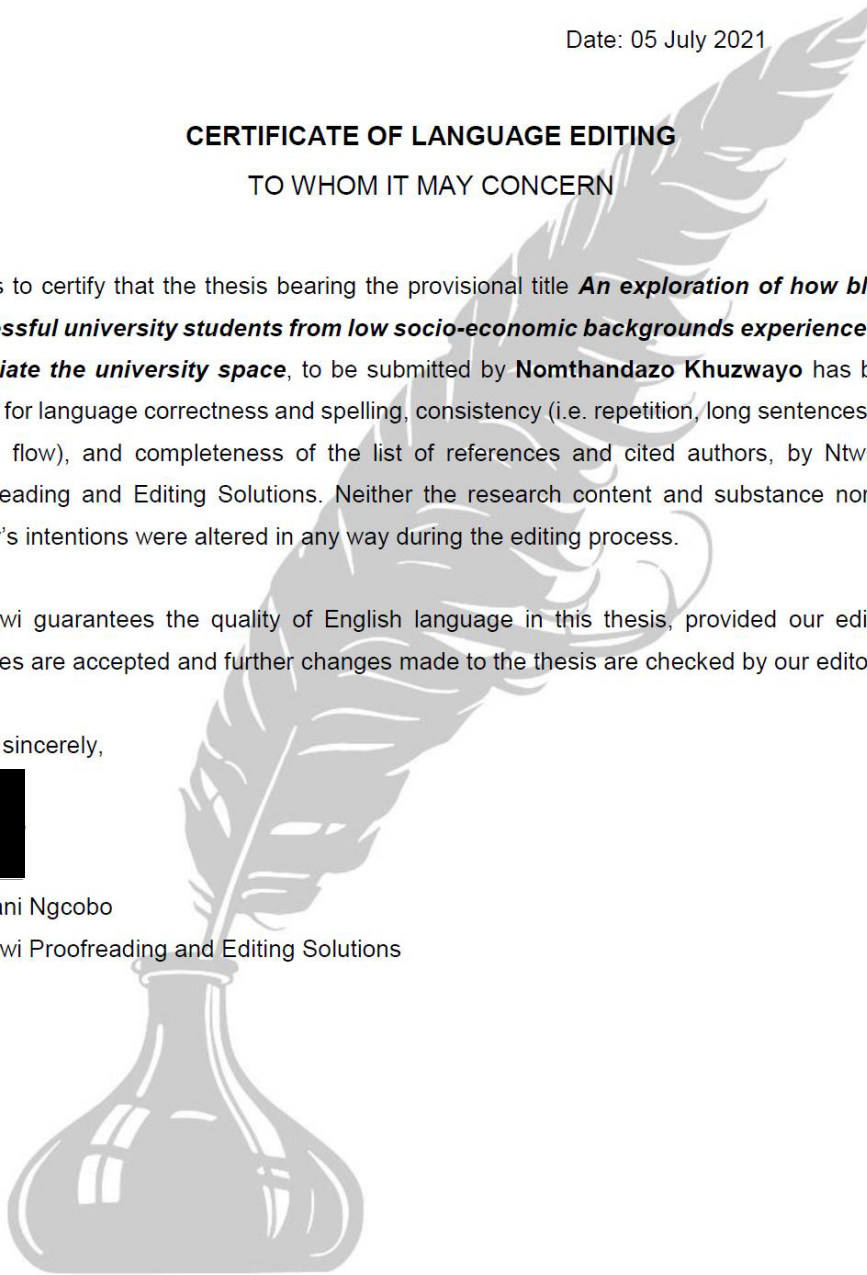 Date: 05 July 2021
CERTIFICATE OF LANGUAGE EDITING
TO WHOM IT MAY CONCERN
s to certify that the thesis bearing the provisional title An exploration of how bl
essful university students from low socio-economic backgrounds experience
iate the university space, to be submitted by Nomthandazo Khuzwayo has b
for language correctness and spelling, consistency (i.e. repetition, long sentences
flow), and completeness of the list of references and cited authors, by Ntw
eading and Editing Solutions. Neither the research content and substance nor
r's intentions were altered in any way during the editing process.
wi guarantees the quality of English language in this thesis, provided our edi
es are accepted and further changes made to the thesis are checked by our edito
sincerely,
ani Ngcobo
wi Proofreading and Editing Solutions